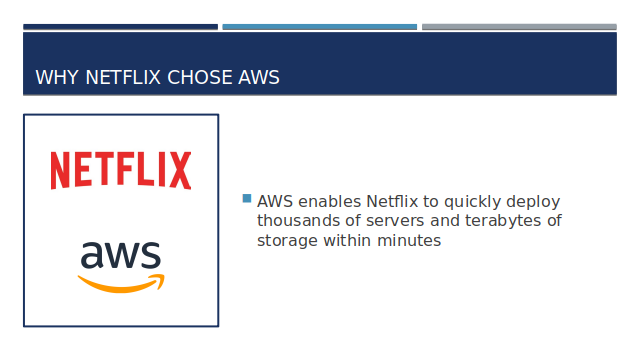 WHY NETFLIX CHOSE AWS
NETFLIX
aws
AWS enables Netflix to quickly deploy
thousands of servers and terabytes of
storage within minutes